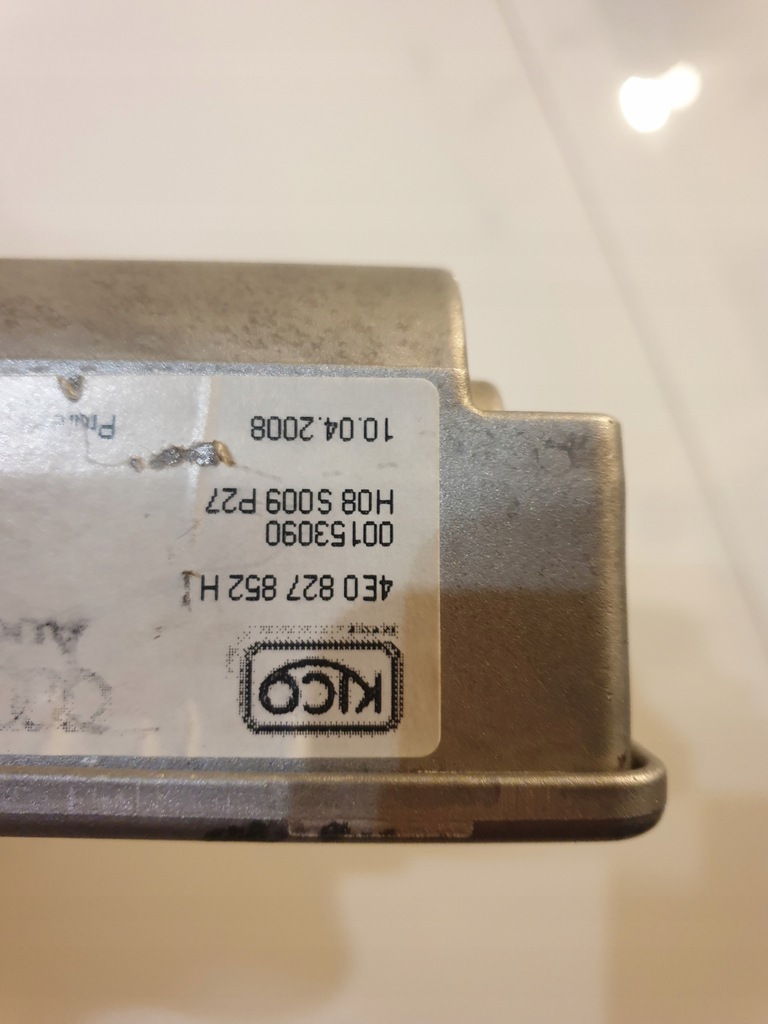 KICO
4E0 827 852 H
00153090
H08 S009 P27
10.04.2008